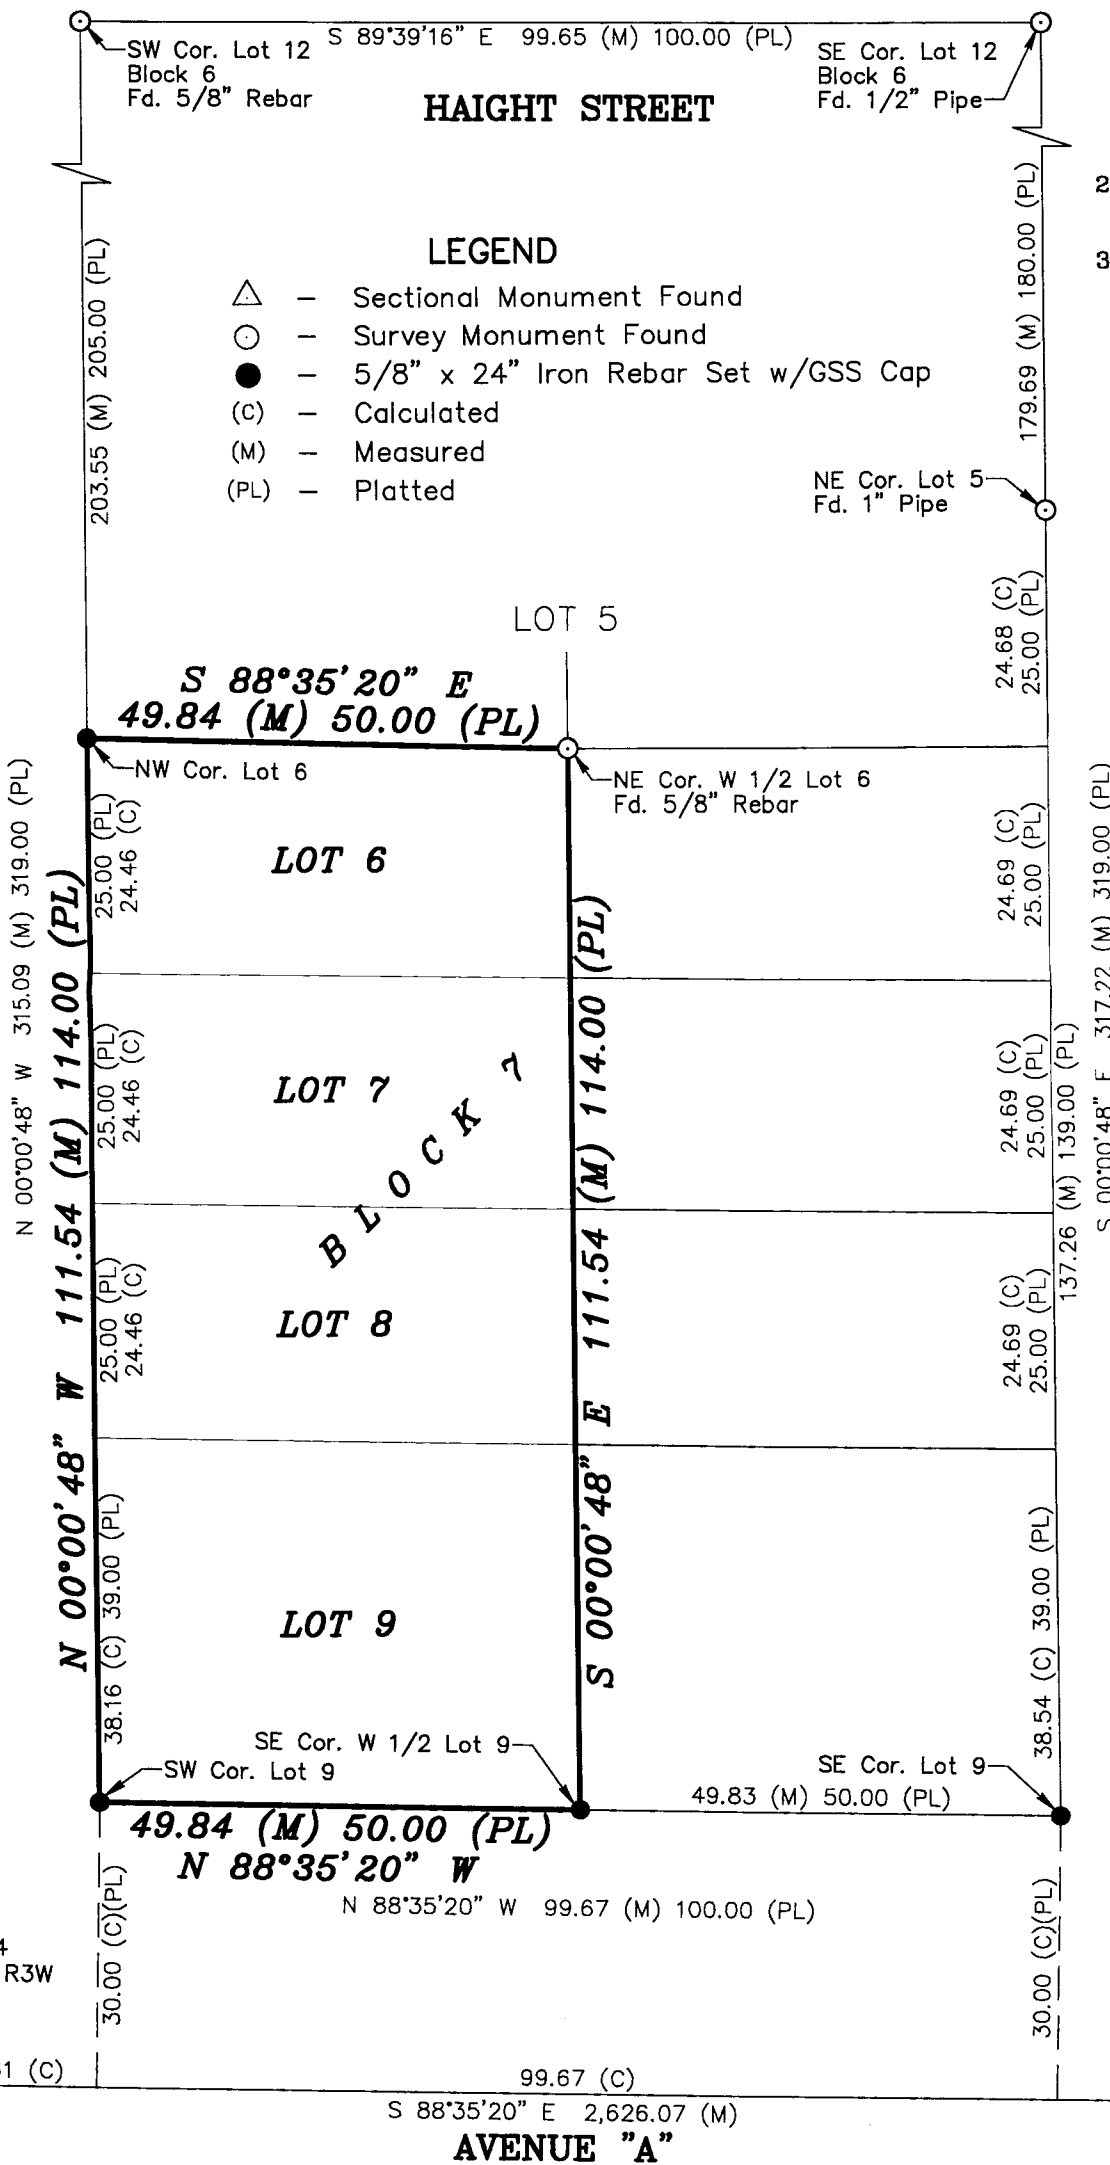 S 89°39'16" E 99.65 (M) 100.00 (PL)
SW Cor. Lot 12
Block 6
Fd. 5/8" Rebar
SE Cor. Lot 12
Block 6
Fd. 1/2" Pipe
HAIGHT STREET
2
3
203.55 (M) 205.00 (PL)
179.69 (M) 180.00 (PL)
LEGEND
– Sectional Monument Found
– Survey Monument Found
– 5/8" x 24" Iron Rebar Set w/GSS Cap
(C) – Calculated
(M) – Measured
(PL) – Platted
NE Cor. Lot 5
Fd. 1" Pipe
24.68 (C)
25.00 (PL)
LOT 5
S 88°35'20" E
49.84 (M) 50.00 (PL)
NW Cor. Lot 6
NE Cor. W 1/2 Lot 6
Fd. 5/8" Rebar
N 00°00'48" W 315.09 (M) 319.00 (PL)
N 00°00'48" W 111.54 (M) 114.00 (PL)
25.00 (PL)
24.46 (C)
LOT 6
24.69 (C)
25.00 (PL)
S 00°00'48" E 111.54 (M) 114.00 (PL)
S 00°00'48" E 317.22 (M) 319.00 (PL)
137.26 (M) 139.00 (PL)
25.00 (PL)
24.46 (C)
LOT 7
24.69 (C)
25.00 (PL)
BLOCK 7
25.00 (PL)
24.46 (C)
LOT 8
24.69 (C)
25.00 (PL)
38.16 (C) 39.00 (PL)
LOT 9
38.54 (C) 39.00 (PL)
SE Cor. W 1/2 Lot 9
SW Cor. Lot 9
SE Cor. Lot 9
49.83 (M) 50.00 (PL)
49.84 (M) 50.00 (PL)
N 88°35'20" W
N 88°35'20" W 99.67 (M) 100.00 (PL)
30.00 (C)(PL)
30.00 (C)(PL)
R3W
1 (C)
99.67 (C)
S 88°35'20" E 2,626.07 (M)
AVENUE "A"